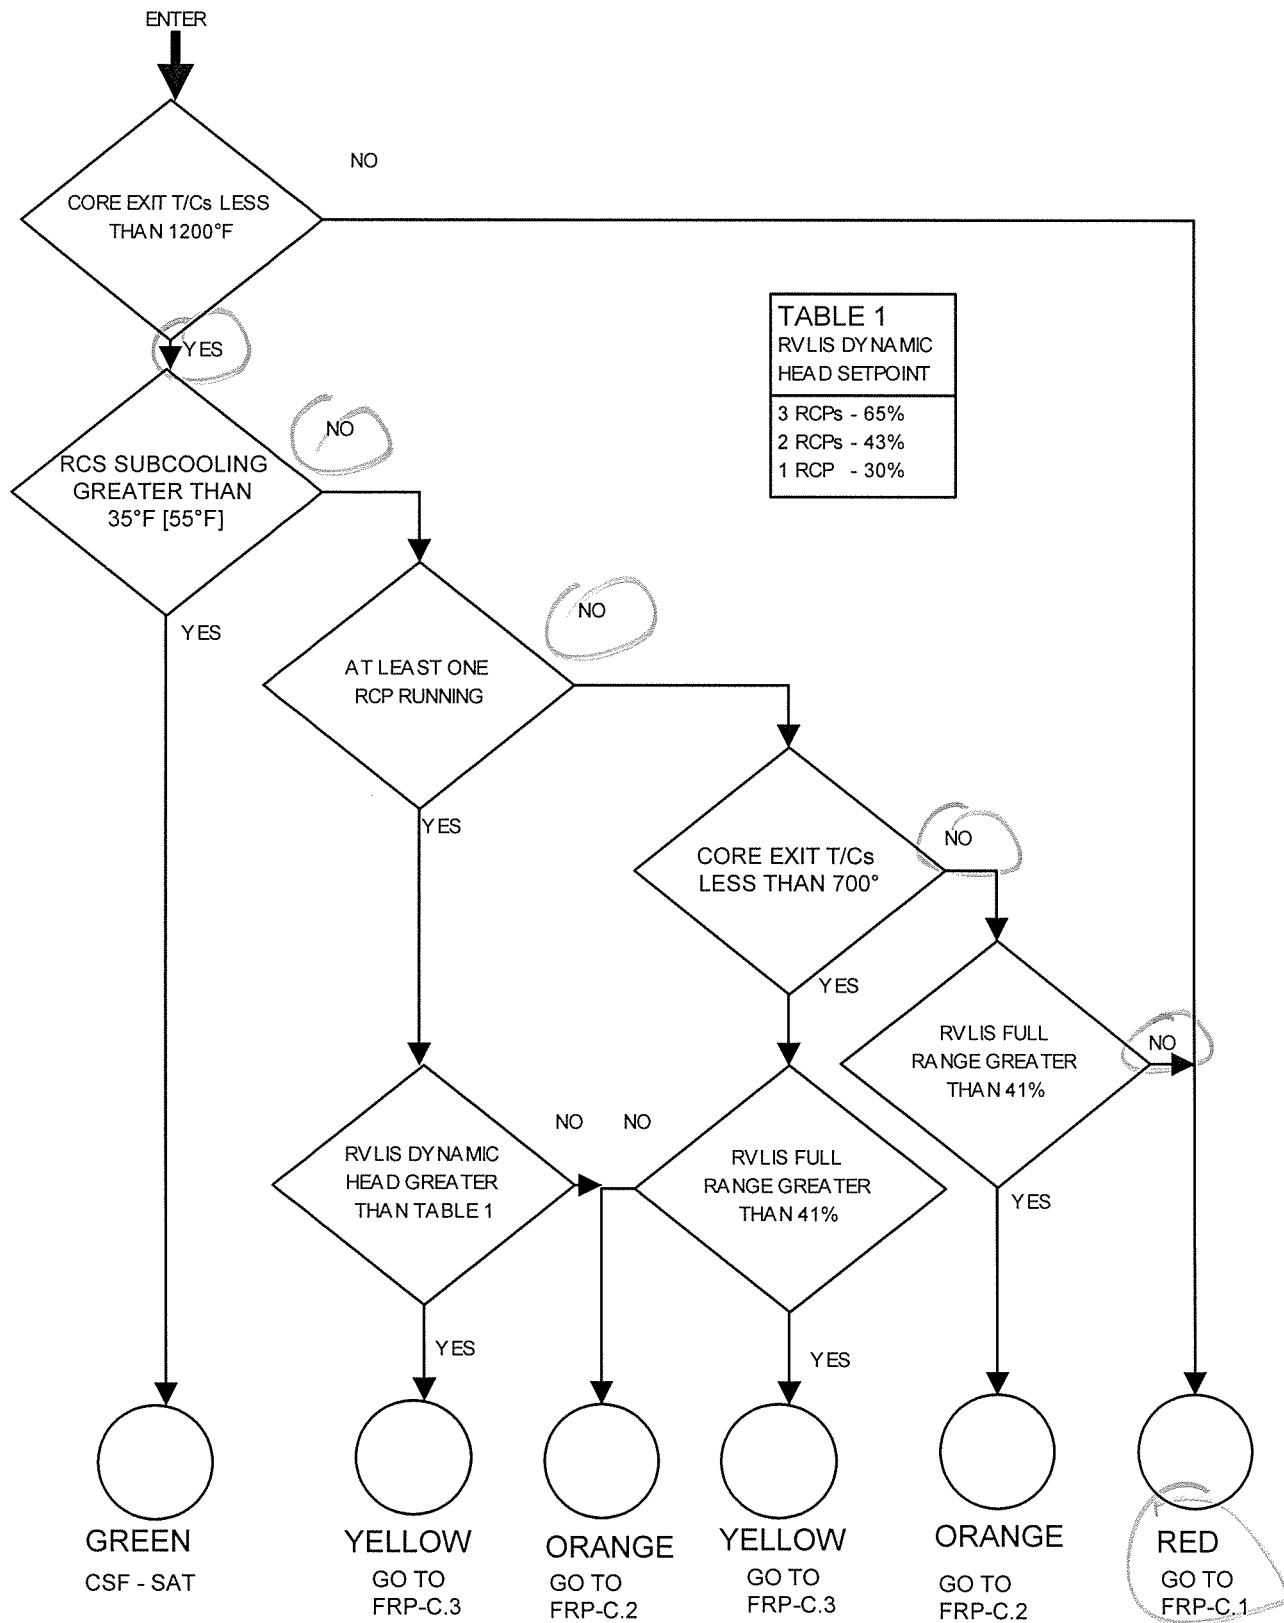 ENTER
NO
CORE EXIT T/Cs LESS
THAN 1200°F
YES
TABLE 1
RVLIS DYNAMIC
HEAD SETPOINT
3 RCPs - 65%
2 RCPs - 43%
1 RCP - 30%
NO
RCS SUBCOOLING
GREATER THAN
35°F [55°F]
YES
NO
AT LEAST ONE
RCP RUNNING
YES
NO
CORE EXIT T/Cs
LESS THAN 700°
YES
RVLIS FULL
RANGE GREATER
THAN 41%
NO
YES
NO
NO
RVLIS DYNAMIC
HEAD GREATER
THAN TABLE 1
YES
RVLIS FULL
RANGE GREATER
THAN 41%
YES
GREEN
CSF - SAT
YELLOW
GO TO
FRP-C.3
ORANGE
GO TO
FRP-C.2
YELLOW
GO TO
FRP-C.3
ORANGE
GO TO
FRP-C.2
RED
GO TO
FRP-C.1